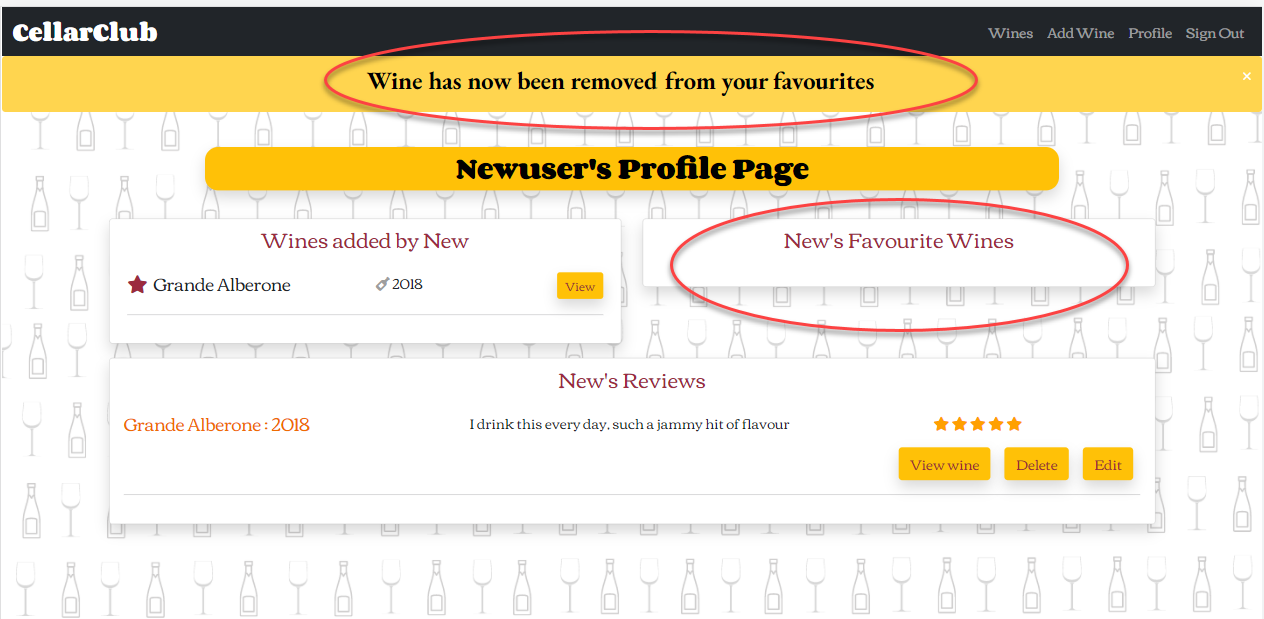 CellarClub
Wines Add Wine Profile Sign Out
Wine has now been removed from your favourites
×
Newuser's Profile Page
Wines added by New
Grande Alberone 2018 View
New's Favourite Wines
New's Reviews
Grande Alberone : 2018 I drink this every day, such a jammy hit of flavour
View wine Delete Edit